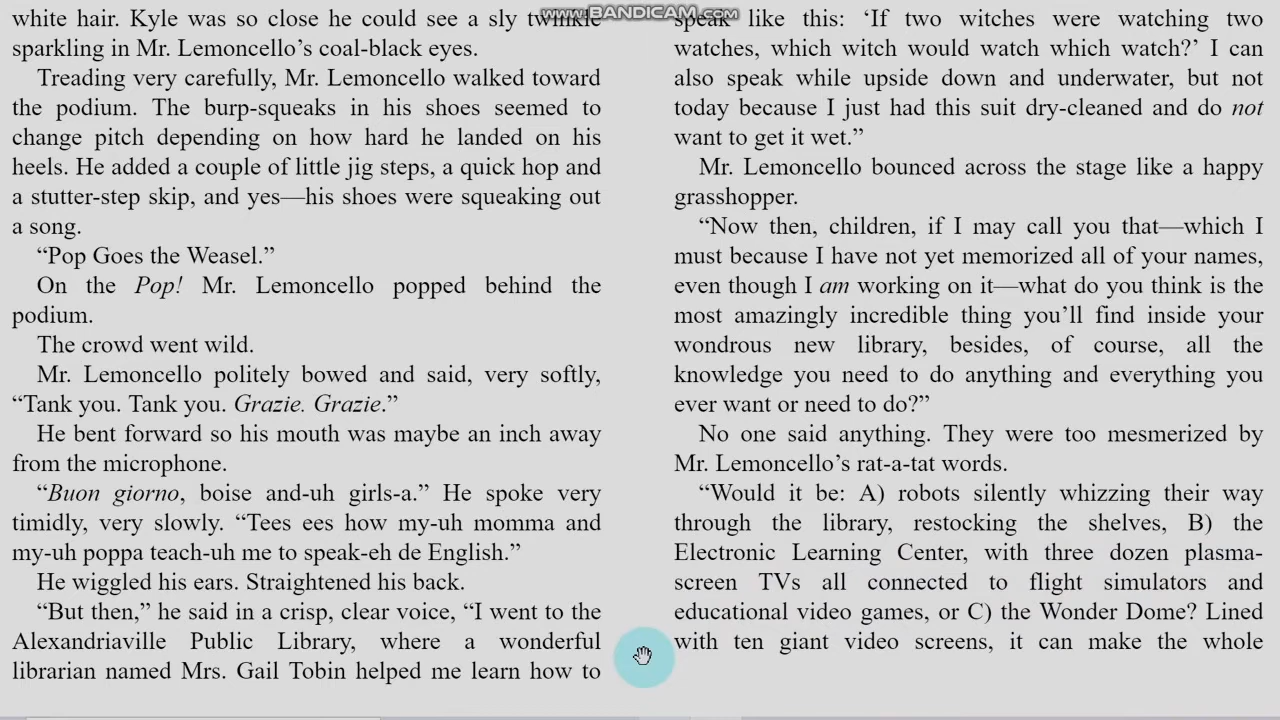 www.BANDICAM.com
white hair. Kyle was so close he could see a sly twinkle
sparkling in Mr. Lemoncello’s coal-black eyes.
Treading very carefully, Mr. Lemoncello walked toward
the podium. The burp-squeaks in his shoes seemed to
change pitch depending on how hard he landed on his
heels. He added a couple of little jig steps, a quick hop and
a stutter-step skip, and yes—his shoes were squeaking out
a song.
“Pop Goes the Weasel.”
On the Pop! Mr. Lemoncello popped behind the
podium.
The crowd went wild.
Mr. Lemoncello politely bowed and said, very softly,
“Tank you. Tank you. Grazie. Grazie.”
He bent forward so his mouth was maybe an inch away
from the microphone.
“Buon giorno, boise and-uh girls-a.” He spoke very
timidly, very slowly. “Tees ees how my-uh momma and
my-uh poppa teach-uh me to speak-eh de English.”
He wiggled his ears. Straightened his back.
“But then,” he said in a crisp, clear voice, “I went to the
Alexandriaville Public Library, where a wonderful
librarian named Mrs. Gail Tobin helped me learn how to
speak like this: ‘If two witches were watching two
watches, which witch would watch which watch?’ I can
also speak while upside down and underwater, but not
today because I just had this suit dry-cleaned and do not
want to get it wet.”
Mr. Lemoncello bounced across the stage like a happy
grasshopper.
“Now then, children, if I may call you that—which I
must because I have not yet memorized all of your names,
even though I am working on it—what do you think is the
most amazingly incredible thing you’ll find inside your
wondrous new library, besides, of course, all the
knowledge you need to do anything and everything you
ever want or need to do?”
No one said anything. They were too mesmerized by
Mr. Lemoncello’s rat-a-tat words.
“Would it be: A) robots silently whizzing their way
through the library, restocking the shelves, B) the
Electronic Learning Center, with three dozen plasma-
screen TVs all connected to flight simulators and
educational video games, or C) the Wonder Dome? Lined
with ten giant video screens, it can make the whole